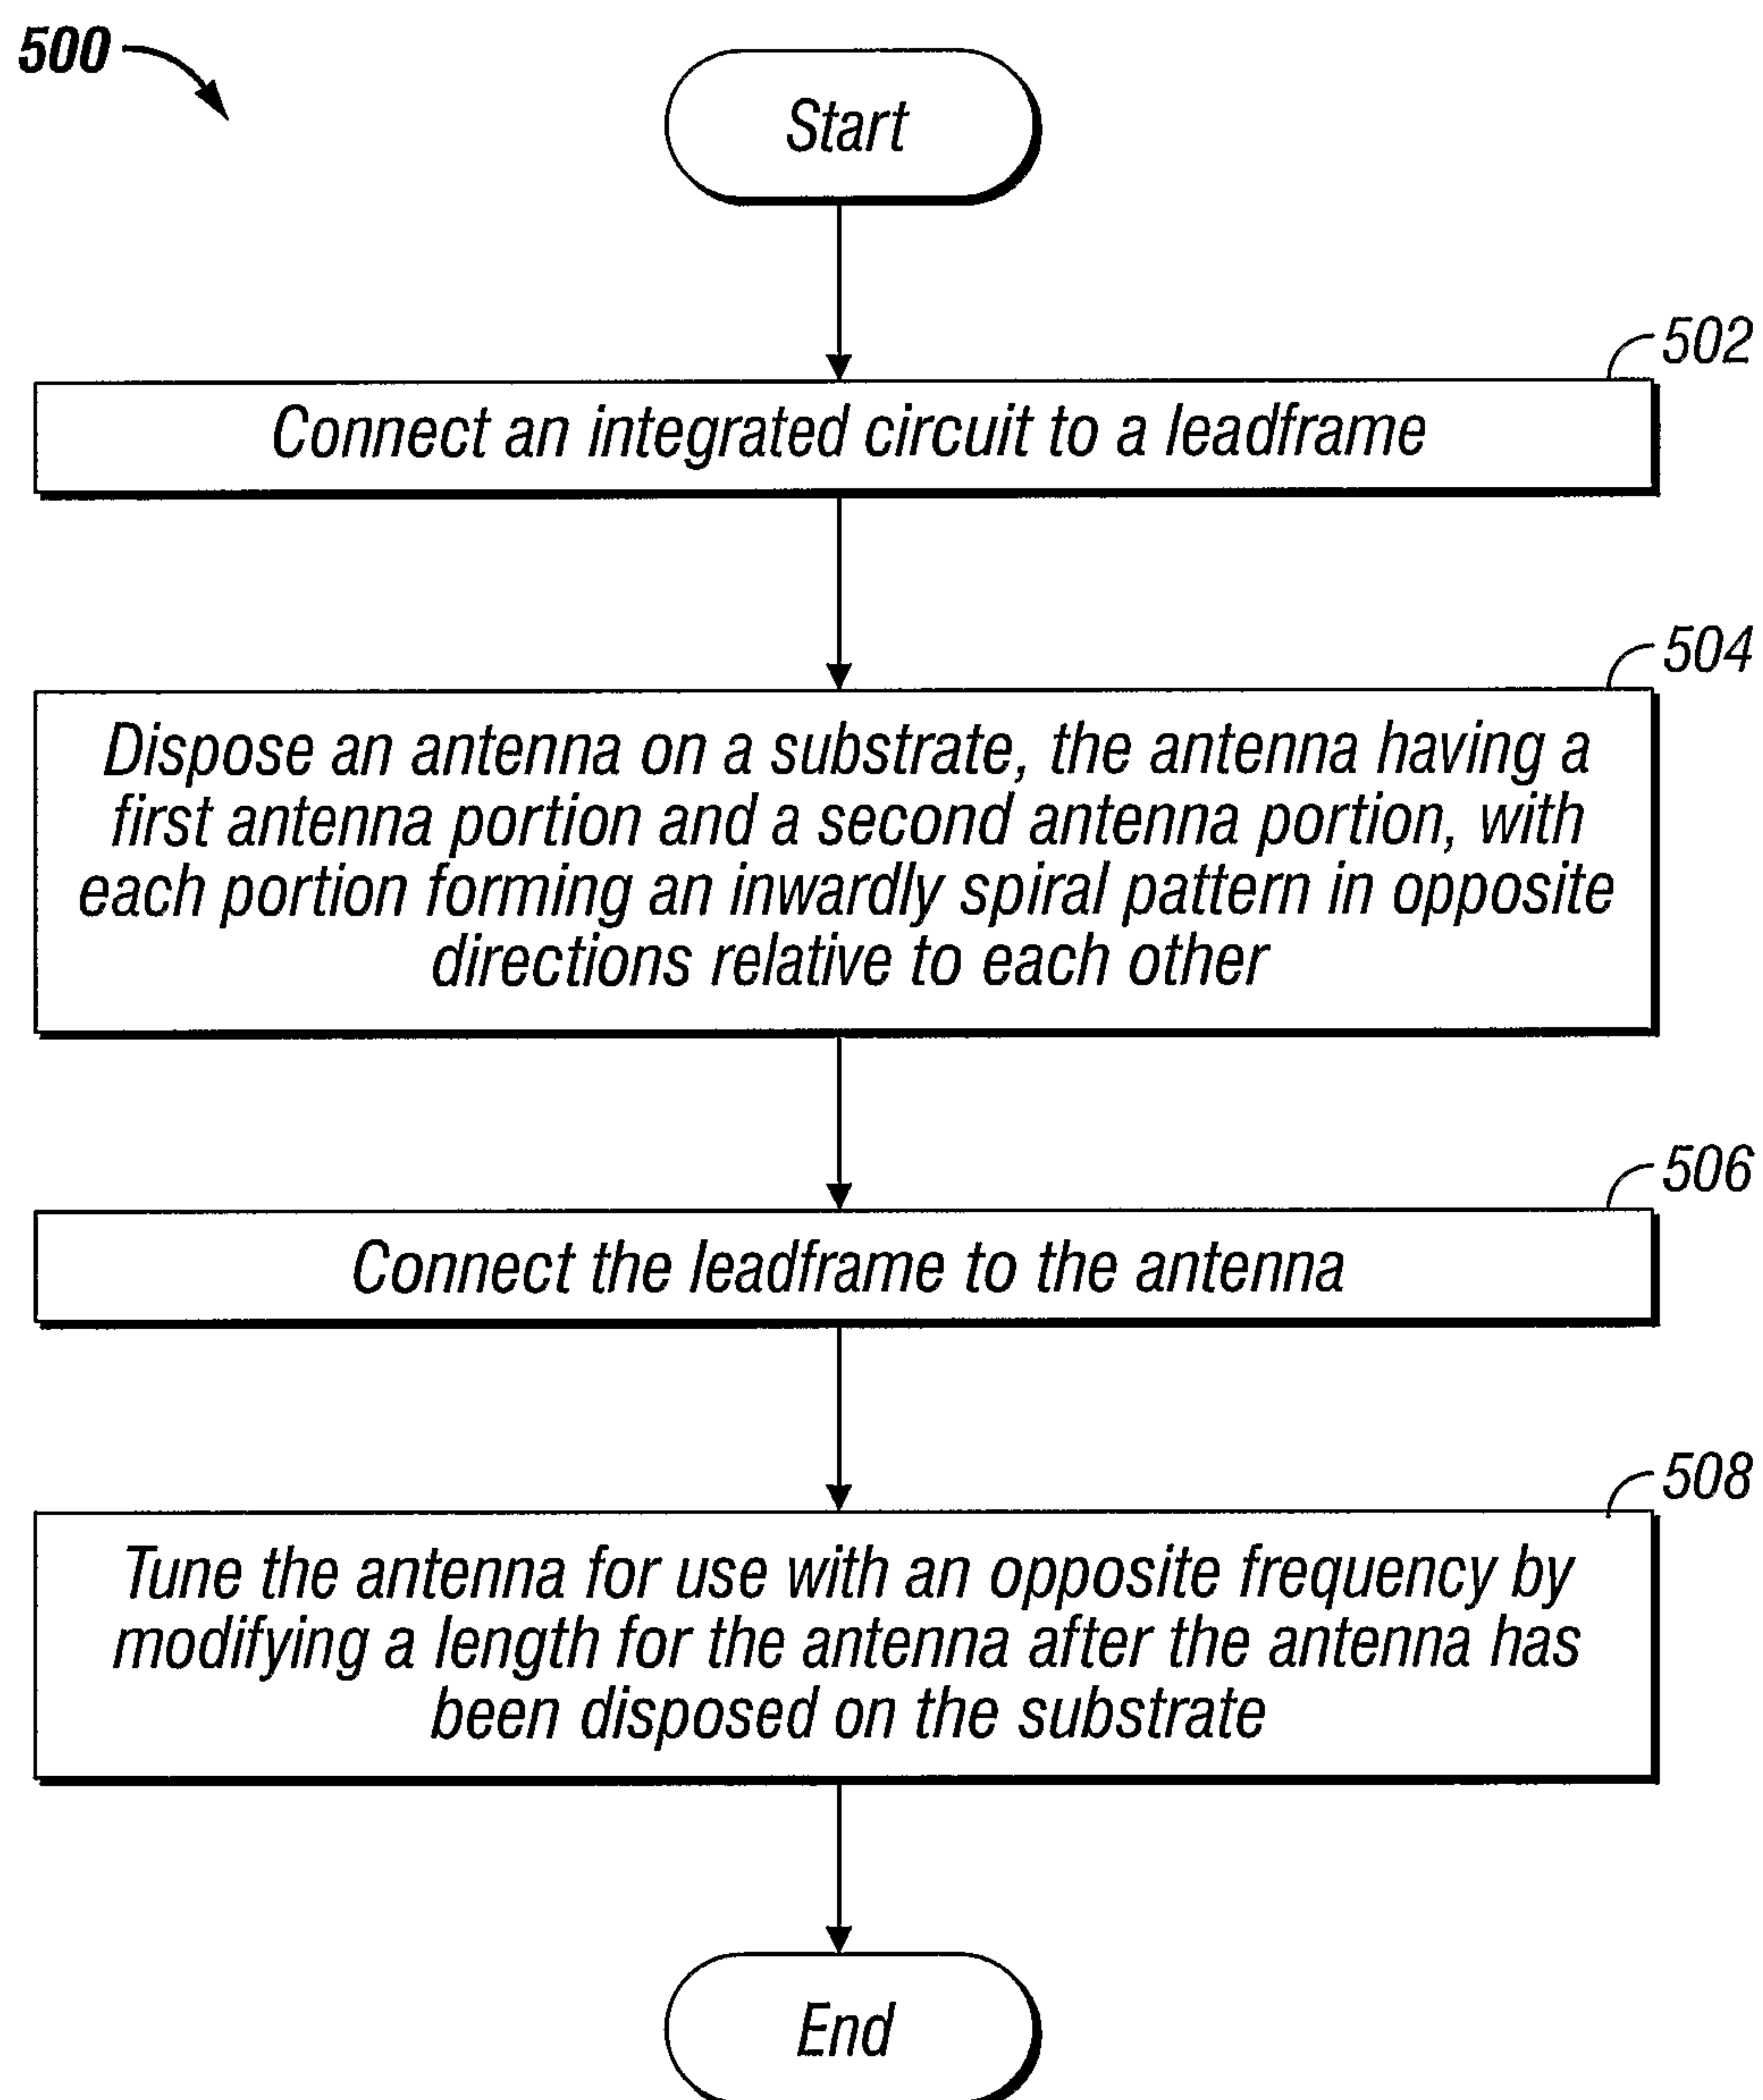 500
Start
502
Connect an integrated circuit to a leadframe
504
Dispose an antenna on a substrate, the antenna having a
first antenna portion and a second antenna portion, with
each portion forming an inwardly spiral pattern in opposite
directions relative to each other
506
Connect the leadframe to the antenna
508
Tune the antenna for use with an opposite frequency by
modifying a length for the antenna after the antenna has
been disposed on the substrate
End